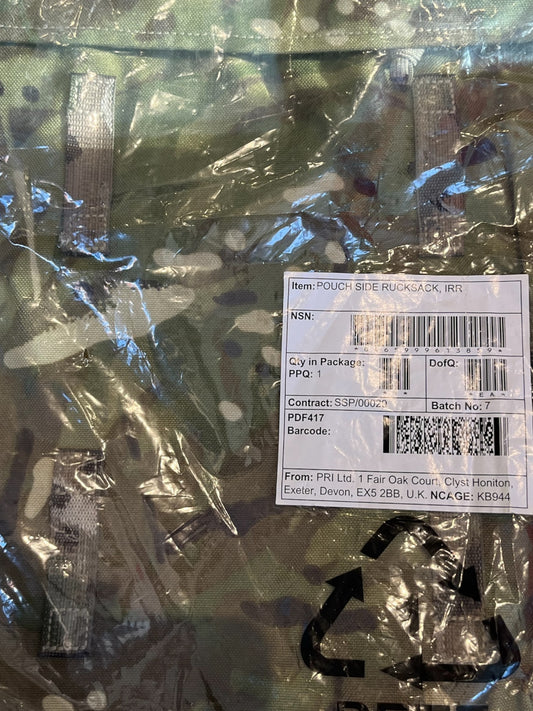 Item: POUCH SIDE RUCKSACK, IRR
NSN:
Qty in Package:
DofQ:
PPQ: 1
*EA*
Contract: SSP/00020
Batch No: 7
PDF417
Barcode:
From: PRI Ltd. 1 Fair Oak Court, Clyst Honiton,
Exeter, Devon, EX5 2BB, U.K. NCAGE: KB944